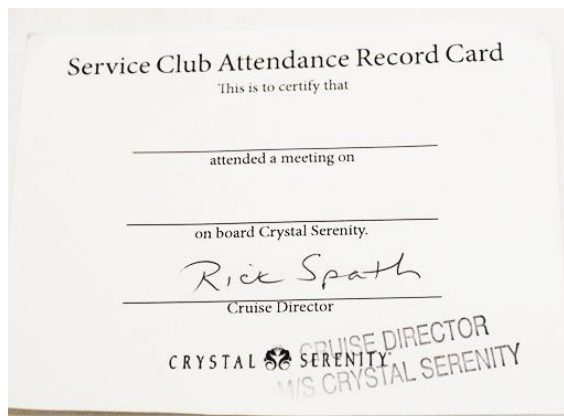 Service Club Attendance Record Card
This is to certify that
attended a meeting on
on board Crystal Serenity.
Rick Spath
Cruise Director
CRYSTAL SERENITY
CRUISE DIRECTOR
M/S CRYSTAL SERENITY